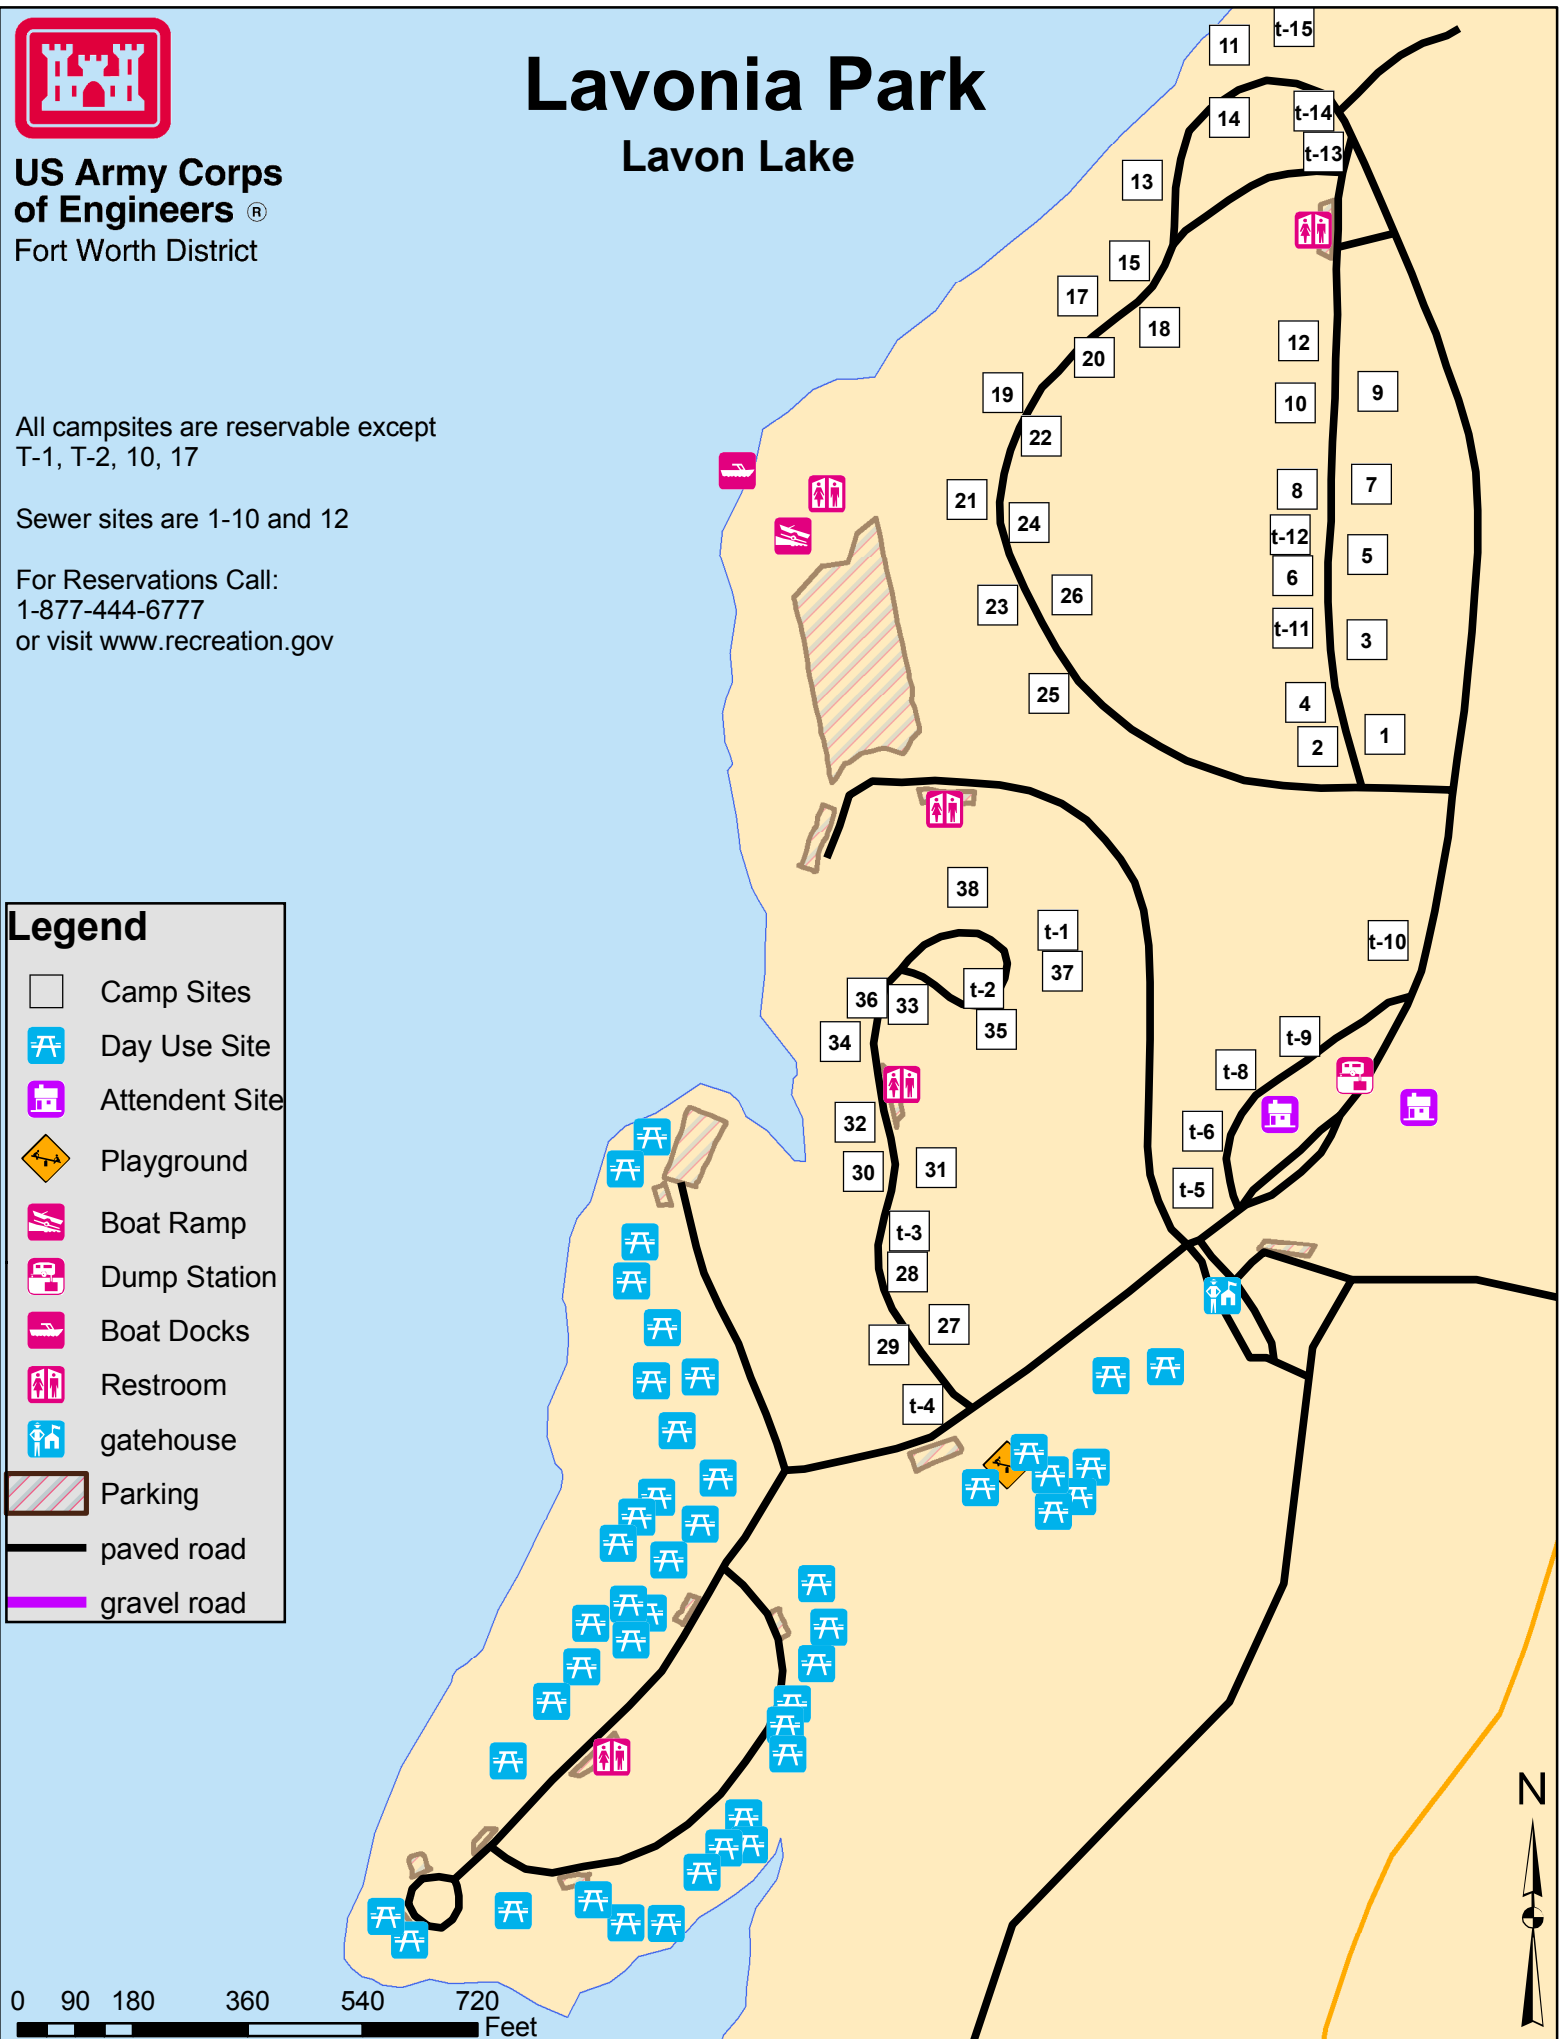 Lavonia Park
Lavon Lake
US Army Corps
of Engineers ®
Fort Worth District
All campsites are reservable except
T-1, T-2, 10, 17
Sewer sites are 1-10 and 12
For Reservations Call:
1-877-444-6777
or visit www.recreation.gov
t-15
11
t-14
14
t-13
13
15
17
18
12
20
9
19
10
22
7
8
21
24
t-12
5
6
26
23
t-11
3
25
4
1
2
38
t-1
t-10
37
t-2
36
33
35
t-9
34
t-8
32
t-6
31
30
t-5
t-3
28
27
29
t-4
Legend
Camp Sites
Day Use Site
Attendent Site
Playground
Boat Ramp
Dump Station
Boat Docks
Restroom
gatehouse
Parking
paved road
gravel road
N
0 90 180 360 540 720
Feet